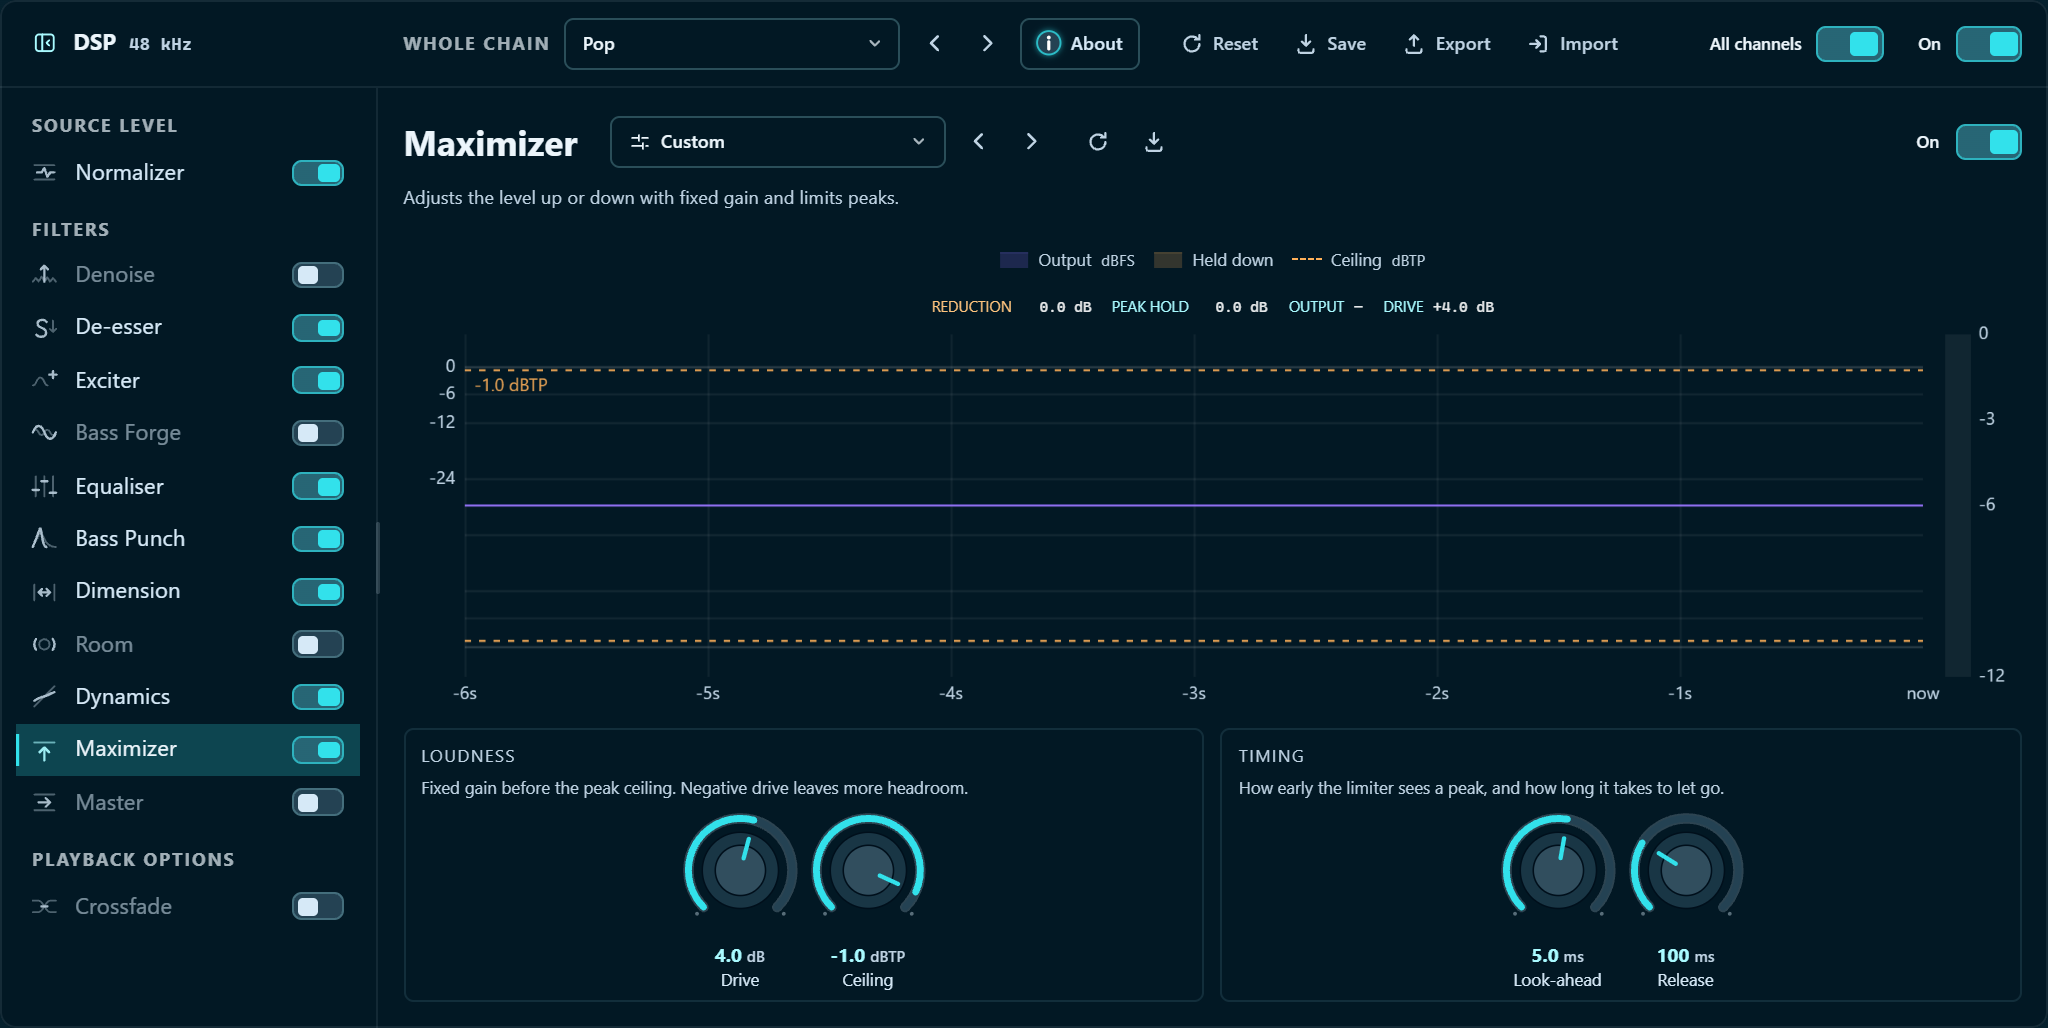 DSP 48 kHz
WHOLE CHAIN Pop About Reset Save Export Import All channels On
SOURCE LEVEL
Normalizer
FILTERS
Denoise
De-esser
Exciter
Bass Forge
Equaliser
Bass Punch
Dimension
Room
Dynamics
Maximizer
Master
PLAYBACK OPTIONS
Crossfade
Maximizer Custom On
Adjusts the level up or down with fixed gain and limits peaks.
Output dBFS Held down Ceiling dBTP
REDUCTION 0.0 dB PEAK HOLD 0.0 dB OUTPUT – DRIVE +4.0 dB
0
-6
-12
-24
-1.0 dBTP
0
-3
-6
-12
-6s -5s -4s -3s -2s -1s now
LOUDNESS
Fixed gain before the peak ceiling. Negative drive leaves more headroom.
4.0 dB -1.0 dBTP
Drive Ceiling
TIMING
How early the limiter sees a peak, and how long it takes to let go.
5.0 ms 100 ms
Look-ahead Release